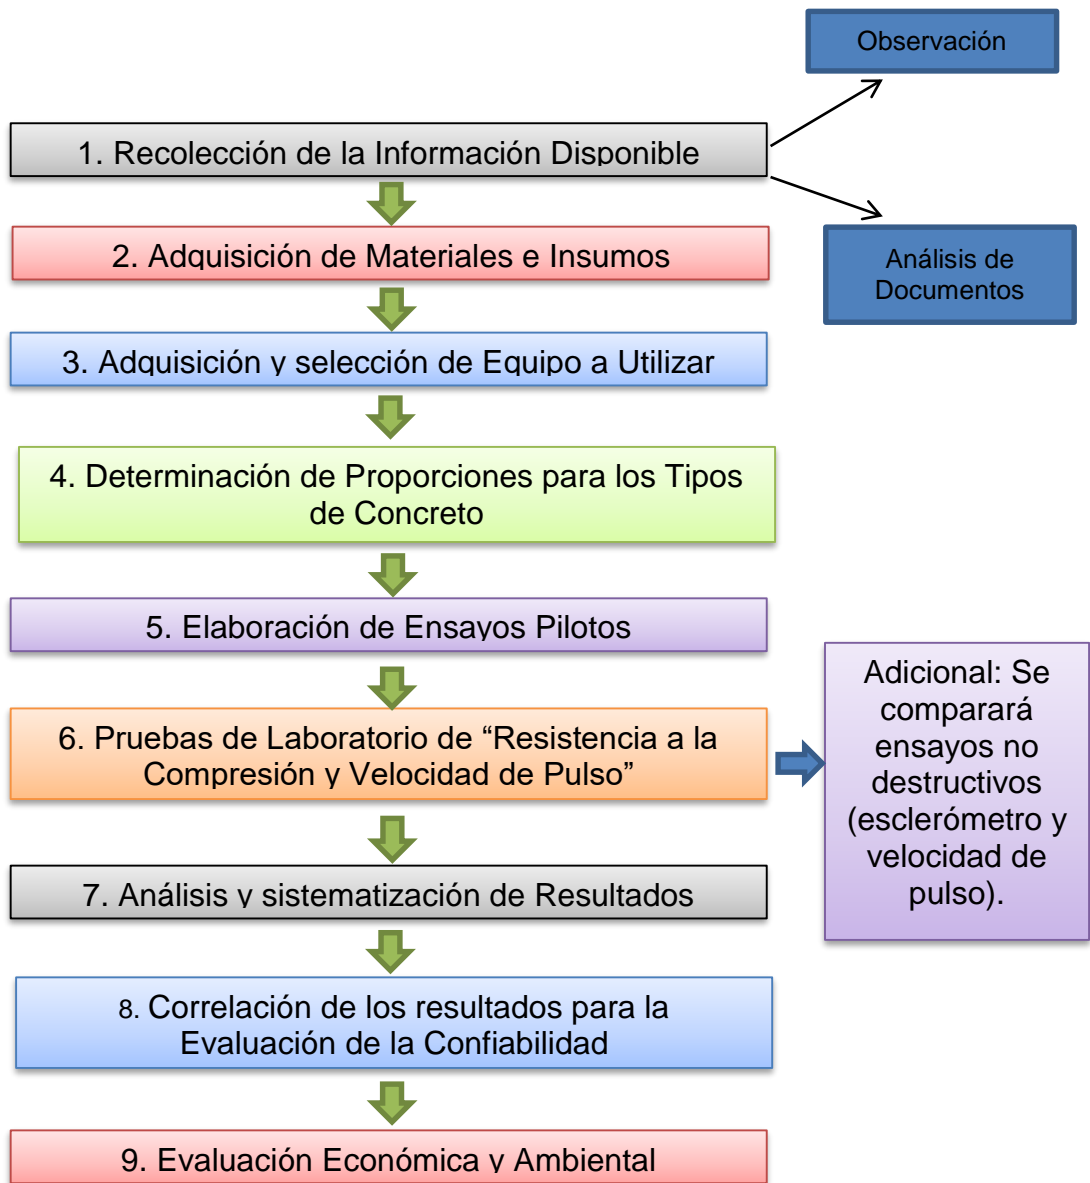 Observación
1. Recolección de la Información Disponible
2. Adquisición de Materiales e Insumos
Análisis de
Documentos
3. Adquisición y selección de Equipo a Utilizar
4. Determinación de Proporciones para los Tipos
de Concreto
5. Elaboración de Ensayos Pilotos
6. Pruebas de Laboratorio de “Resistencia a la
Compresión y Velocidad de Pulso”
Adicional: Se
comparará
ensayos no
destructivos
(esclerómetro y
velocidad de
pulso).
7. Análisis y sistematización de Resultados
8. Correlación de los resultados para la
Evaluación de la Confiabilidad
9. Evaluación Económica y Ambiental